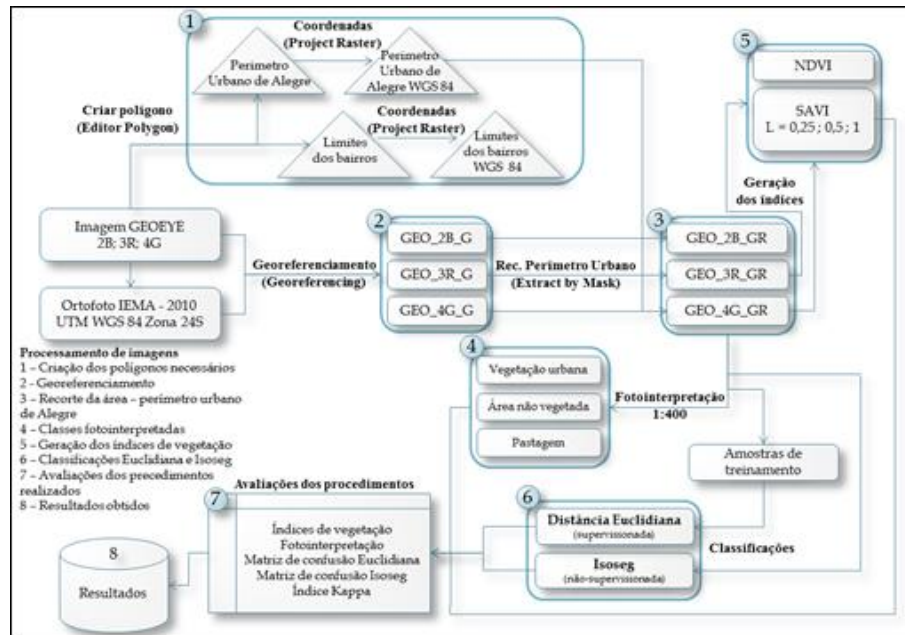 1
Coordenadas
(Project Raster)
Perimetro
Urbano de Alegre
Perimetro
Urbano de
Alegre WGS 84
Criar polígono
(Editor Polygon)
Coordenadas
(Project Raster)
Limites
dos bairros
Limites
dos bairros
WGS 84
5
NDVI
SAVI
L = 0,25 ; 0,5 ; 1
Geração
dos índices
Imagem GEOEYE
2B; 3R; 4G
Ortofoto IEMA - 2010
UTM WGS 84 Zona 24S
Georeferenciamento
(Georeferencing)
2
GEO_2B_G
GEO_3R_G
GEO_4G_G
Rec. Perímetro Urbano
(Extract by Mask)
3
GEO_2B_GR
GEO_3R_GR
GEO_4G_GR
Processamento de imagens
1 – Criação dos polígonos necessários
2 – Georeferenciamento
3 – Recorte da área – perímetro urbano
de Alegre
4 – Classes fotointerpretadas
5 – Geração dos índices de vegetação
6 – Classificações Euclidiana e Isoseg
7 – Avaliações dos procedimentos
realizados
8 – Resultados obtidos
4
Vegetação urbana
Área não vegetada
Pastagem
Fotointerpretação
1:400
Amostras de
treinamento
6
Distância Euclidiana
(supervisionada)
Isoseg
(não-supervisionada)
Classificações
Avaliações dos procedimentos
7
Índices de vegetação
Fotointerpretação
Matriz de confusão Euclidiana
Matriz de confusão Isoseg
Índice Kappa
8
Resultados